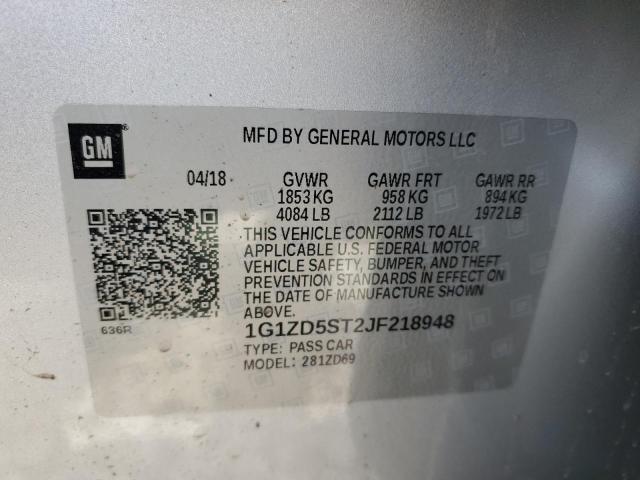 GM
MFD BY GENERAL MOTORS LLC
04/18 GVWR GAWR FRT GAWR RR
1853 KG 958 KG 894 KG
4084 LB 2112 LB 1972 LB
THIS VEHICLE CONFORMS TO ALL
APPLICABLE U.S. FEDERAL MOTOR
VEHICLE SAFETY, BUMPER, AND THEFT
PREVENTION STANDARDS IN EFFECT ON
THE DATE OF MANUFACTURE SHOWN
ABOVE.
636R
1G1ZD5ST2JF218948
TYPE: PASS CAR
MODEL: 281ZD69